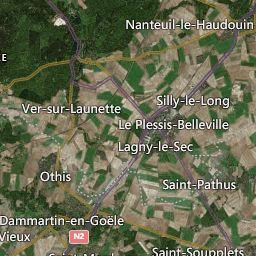 Nanteuil-le-Haudouin
Silly-le-Long
Ver-sur-Launette
Le Plessis-Belleville
Lagny-le-Sec
Othis
Saint-Pathus
Dammartin-en-Goële
Vieux
N2
Saint-Soupplets